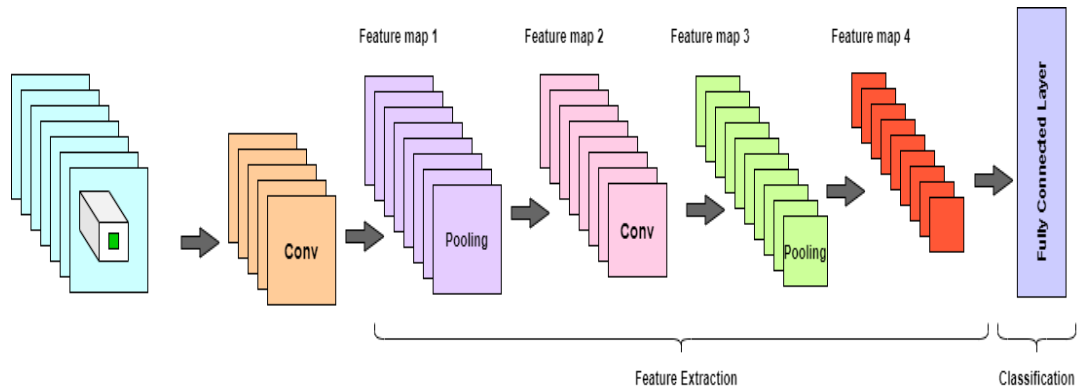 Feature map 1
Feature map 2
Feature map 3
Feature map 4
Conv
Pooling
Conv
Pooling
Fully Connected Layer
Feature Extraction
Classification